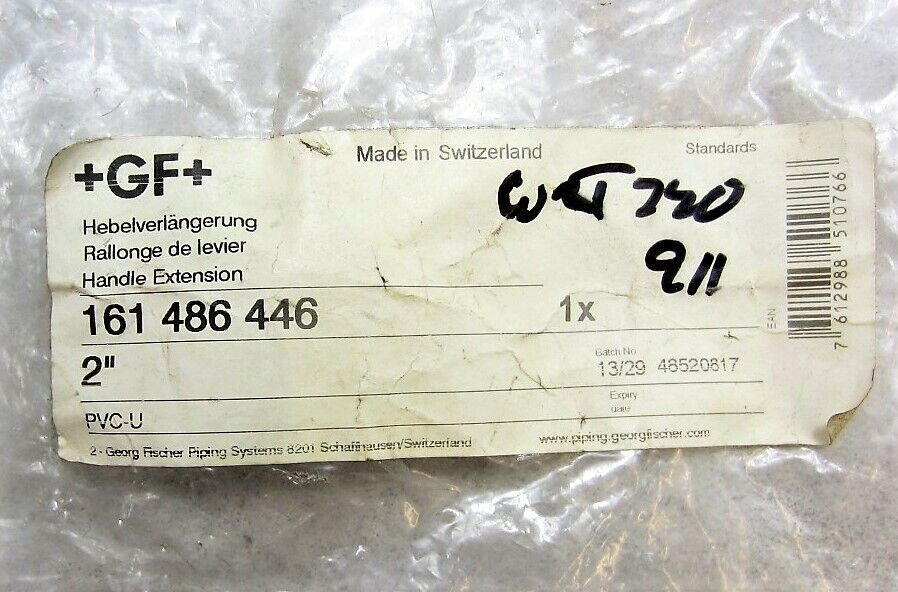 +GF+
Made in Switzerland
Standards
Hebelverlängerung
Rallonge de levier
Handle Extension
161 486 446
1x
2"
Batch No
13/29 48520817
Expiry
date
PVC-U
2 - Georg Fischer Piping Systems 8201 Schaffhausen/Switzerland
www.piping.georgfischer.com
EAN
7 612988 510766
911